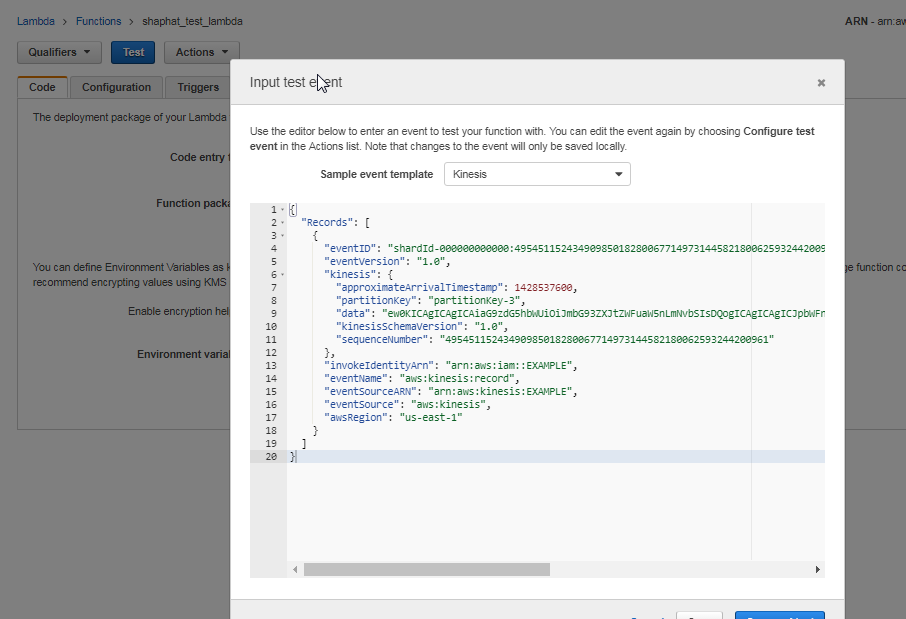 Lambda > Functions > shaphat_test_lambda
ARN - arn:aw
Qualifiers Test Actions
Input test event
Code Configuration Triggers
The deployment package of your Lambda
Use the editor below to enter an event to test your function with. You can edit the event again by choosing Configure test
event in the Actions list. Note that changes to the event will only be saved locally.
Code entry
Sample event template Kinesis
Function packa
1 {
2 "Records": [
3 {
4 "eventID": "shardId-000000000000:49545115243490985018280067714973144582180062593244200
5 "eventVersion": "1.0",
6 "kinesis": {
7 "approximateArrivalTimestamp": 1428537600,
8 "partitionKey": "partitionKey-3",
9 "data":
10 "kinesisSchemaVersion": "1.0",
11 "sequenceNumber": "49545115243490985018280067714973144582180062593244200961"
12 },
13 "invokeIdentityArn": "arn:aws:iam::EXAMPLE",
14 "eventName": "aws:kinesis:record",
15 "eventSourceARN": "arn:aws:kinesis:EXAMPLE",
16 "eventSource": "aws:kinesis",
17 "awsRegion": "us-east-1"
18 }
19 ]
20 }
You can define Environment Variables as k
ge function co
recommend encrypting values using KMS
Enable encryption hel
Environment varia